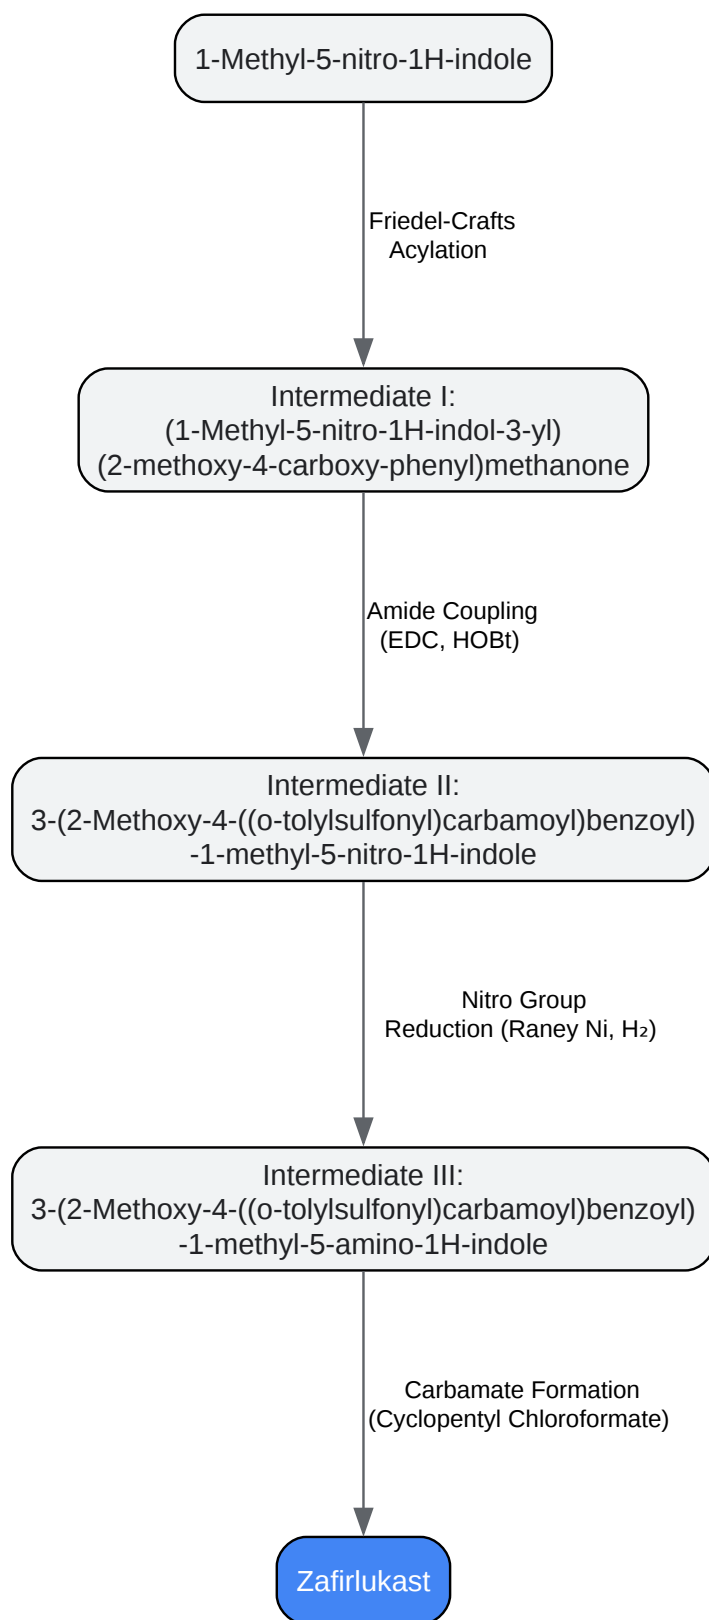 1-Methyl-5-nitro-1H-indole
Friedel-Crafts
Acylation
Intermediate I:
(1-Methyl-5-nitro-1H-indol-3-yl)
(2-methoxy-4-carboxy-phenyl)methanone
Amide Coupling
(EDC, HOBt)
Intermediate II:
3-(2-Methoxy-4-((o-tolylsulfonyl)carbamoyl)benzoyl)
-1-methyl-5-nitro-1H-indole
Nitro Group
Reduction (Raney Ni, H₂)
Intermediate III:
3-(2-Methoxy-4-((o-tolylsulfonyl)carbamoyl)benzoyl)
-1-methyl-5-amino-1H-indole
Carbamate Formation
(Cyclopentyl Chloroformate)
Zafirlukast